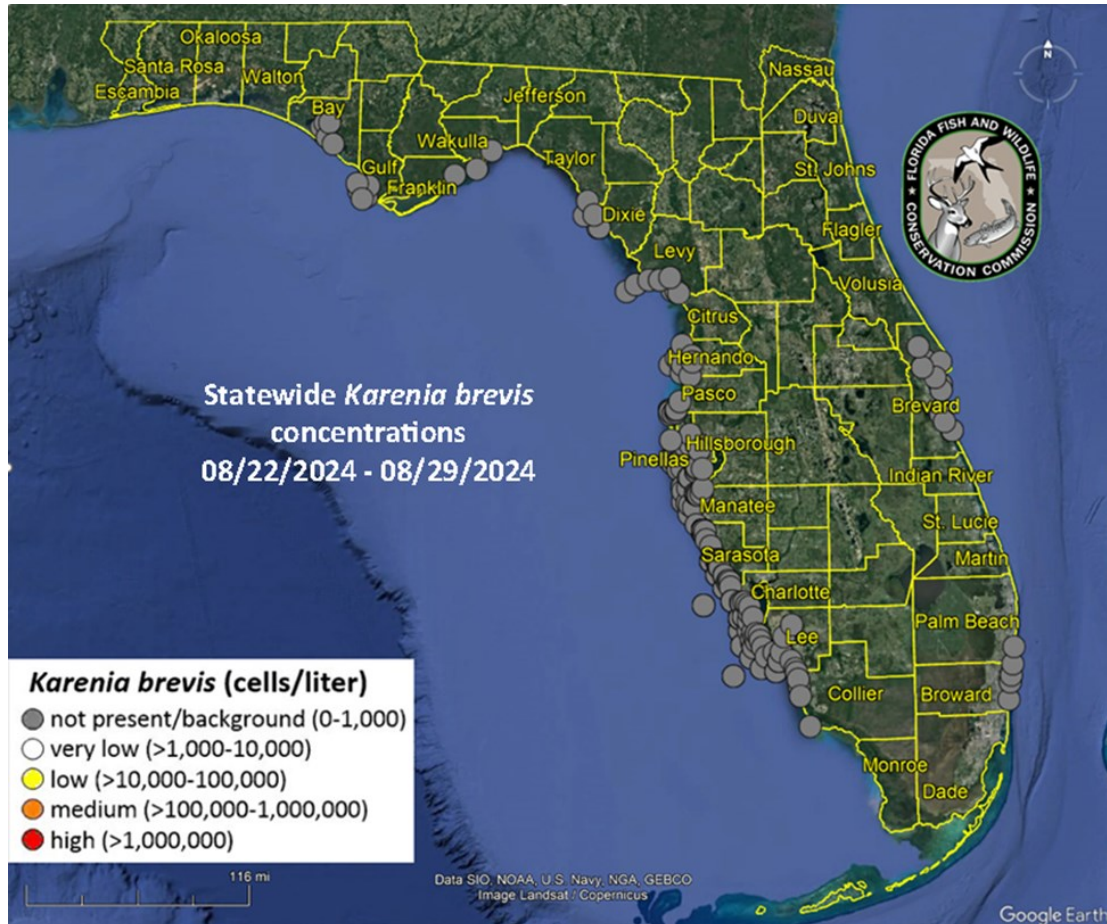 Okaloosa
Santa Rosa
Walton
Escambia
Bay
Jefferson
Nassau
Duval
Wakulla
Taylor
Gulf
Franklin
St. Johns
Dixie
Flagler
Levy
Volusia
Citrus
Hernando
Pasco
Brevard
Hillsborough
Pinellas
Indian River
Manatee
St. Lucie
Sarasota
Martin
Charlotte
Palm Beach
Lee
Collier
Broward
Monroe
Dade
N
FLORIDA FISH AND WILDLIFE
CONSERVATION COMMISSION
Statewide Karenia brevis
concentrations
08/22/2024 - 08/29/2024
Karenia brevis (cells/liter)
not present/background (0-1,000)
very low (>1,000-10,000)
low (>10,000-100,000)
medium (>100,000-1,000,000)
high (>1,000,000)
116 mi
Data SIO, NOAA, U.S. Navy, NGA, GEBCO
Image Landsat / Copernicus
Google Earth